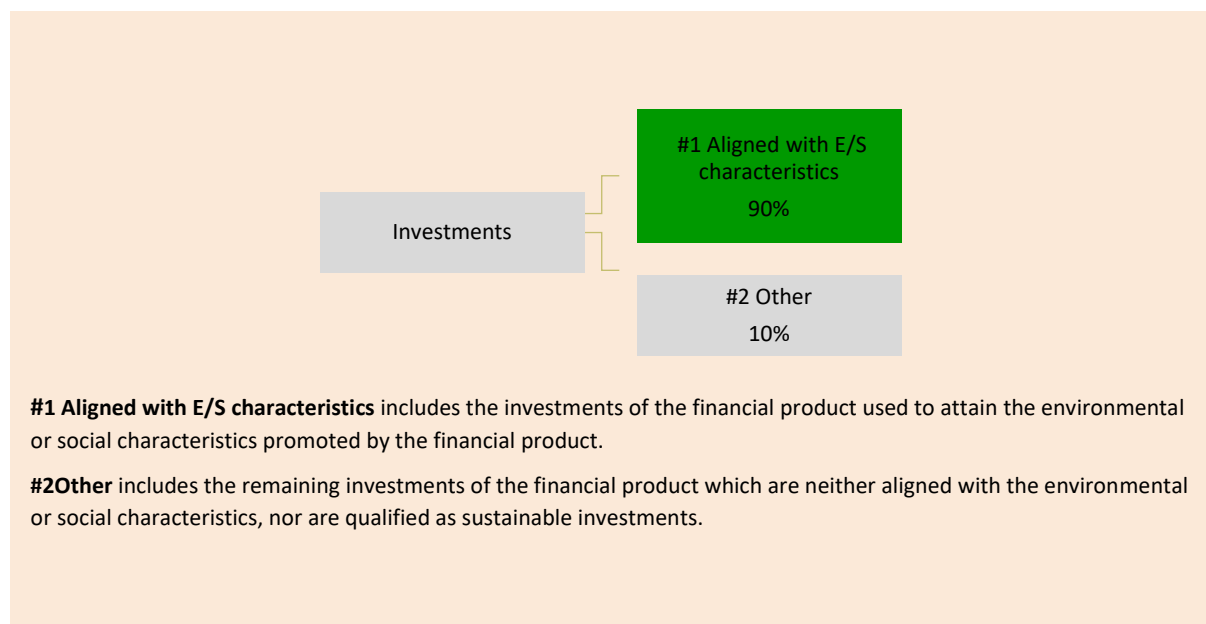 #1 Aligned with E/S
characteristics
90%
Investments
#2 Other
10%
#1 Aligned with E/S characteristics includes the investments of the financial product used to attain the environmental
or social characteristics promoted by the financial product.
#2Other includes the remaining investments of the financial product which are neither aligned with the environmental
or social characteristics, nor are qualified as sustainable investments.